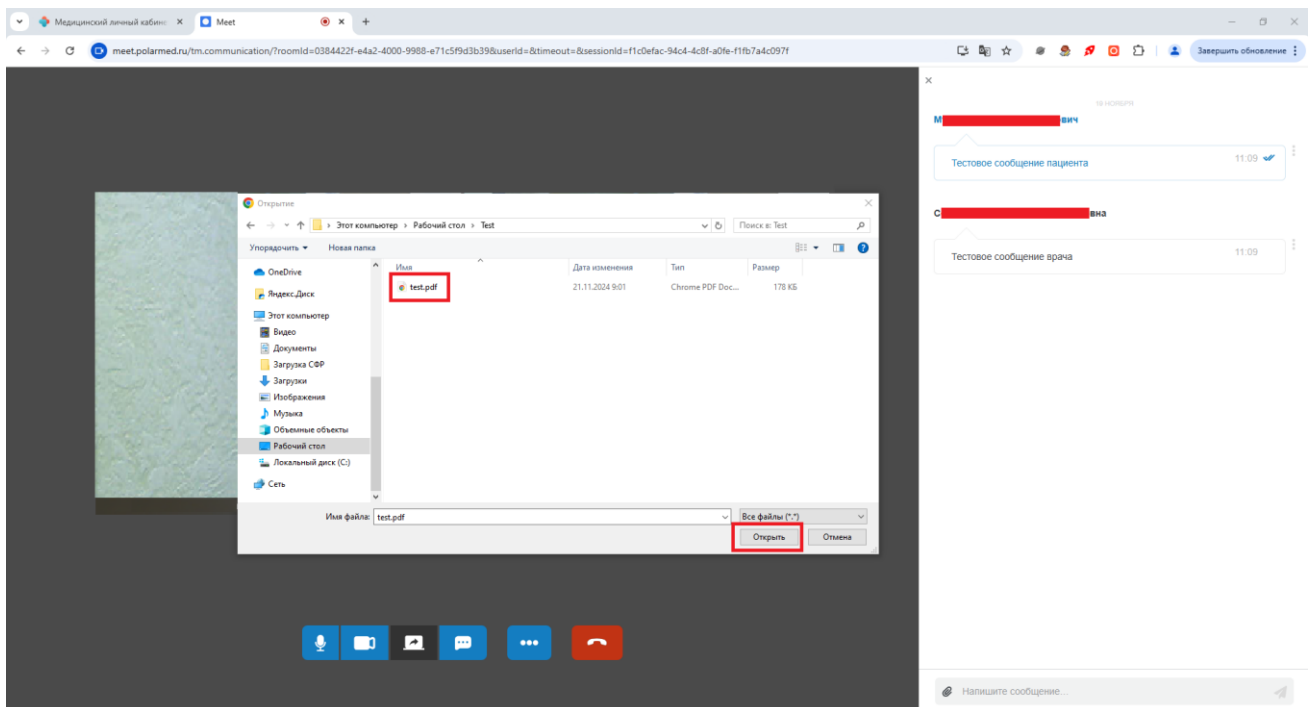 Медицинский личный кабине
Meet
meet.polarmed.ru/tm.communication/?roomId=0384422f-e4a2-4000-9988-e71c5f9d3b39&userId=&timeout=&sessionId=f1c0efac-94c4-4c8f-a0fe-f1fb7a4c097f
Завершить обновление
18 НОЯБРЯ
М вич
Тестовое сообщение пациента 11:09
С вна
Тестовое сообщение врача 11:09
Открытие
Этот компьютер > Рабочий стол > Test
Поиск в: Test
Упорядочить
Новая папка
Имя Дата изменения Тип Размер
test.pdf 21.11.2024 9:01 Chrome PDF Doc... 178 КБ
OneDrive
Яндекс.Диск
Этот компьютер
Видео
Документы
Загрузка СФР
Загрузки
Изображения
Музыка
Объемные объекты
Рабочий стол
Локальный диск (C:)
Сеть
Имя файла: test.pdf
Все файлы (*.*)
Открыть
Отмена
Напишите сообщение...